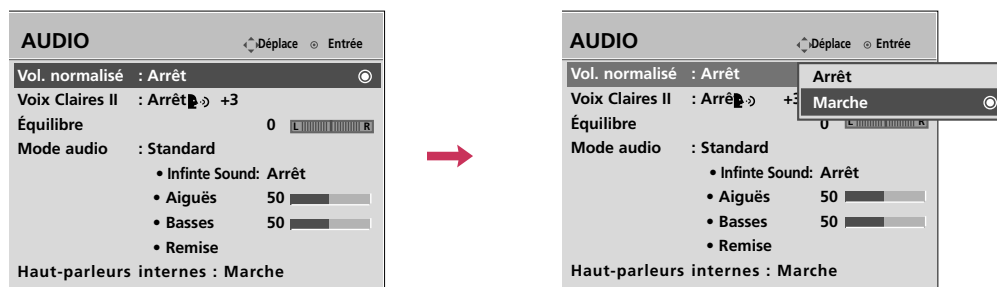 AUDIO
Déplace Entrée
Vol. normalisé : Arrêt
Voix Claires II : Arrêt +3
Équilibre 0 L R
Mode audio : Standard
• Infinte Sound: Arrêt
• Aiguës 50
• Basses 50
• Remise
Haut-parleurs internes : Marche
AUDIO
Déplace Entrée
Vol. normalisé : Arrêt
Arrêt
Marche
Voix Claires II : Arrêt +3
Équilibre 0 L R
Mode audio : Standard
• Infinte Sound: Arrêt
• Aiguës 50
• Basses 50
• Remise
Haut-parleurs internes : Marche